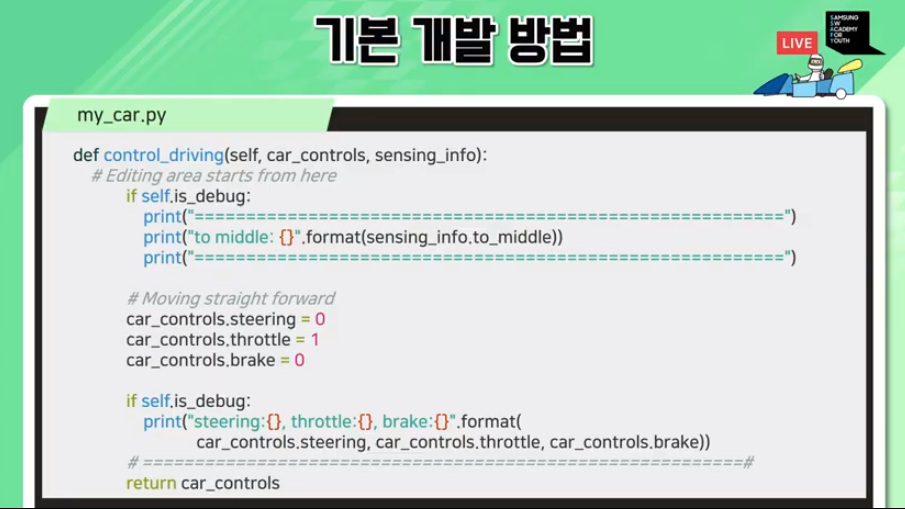 기본 개발 방법
LIVE
SAMSUNG
SW
ACADEMY
FOR
YOUTH
my_car.py
def control_driving(self, car_controls, sensing_info):
# Editing area starts from here
if self.is_debug:
print("=========================================================")
print("to middle: {}".format(sensing_info.to_middle))
print("=========================================================")
# Moving straight forward
car_controls.steering = 0
car_controls.throttle = 1
car_controls.brake = 0
if self.is_debug:
print("steering:{}, throttle:{}, brake:{}".format(
car_controls.steering, car_controls.throttle, car_controls.brake))
# ==========================================================#
return car_controls